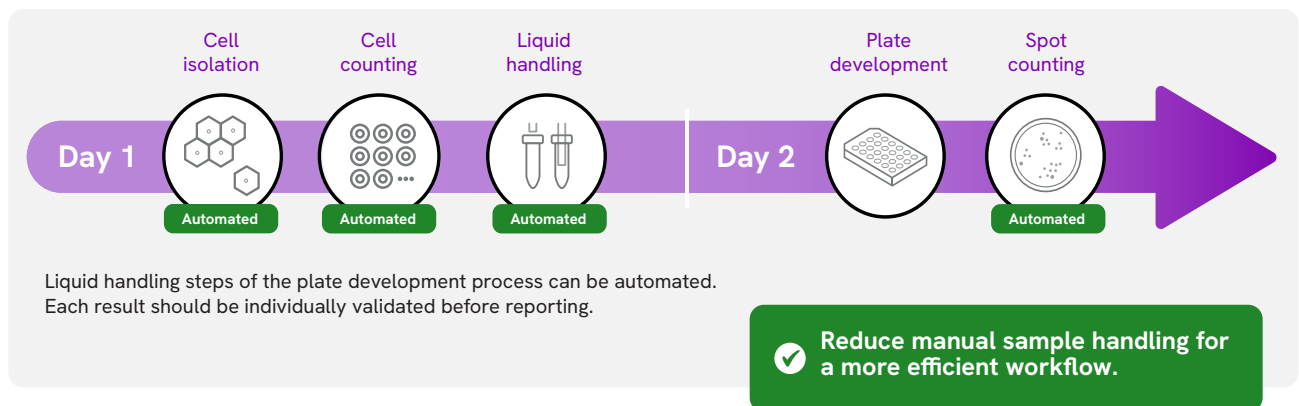 Cell
isolation
Cell
counting
Liquid
handling
Plate
development
Spot
counting
Day 1
Day 2
Automated
Automated
Automated
Automated
Liquid handling steps of the plate development process can be automated.
Each result should be individually validated before reporting.
Reduce manual sample handling for
a more efficient workflow.